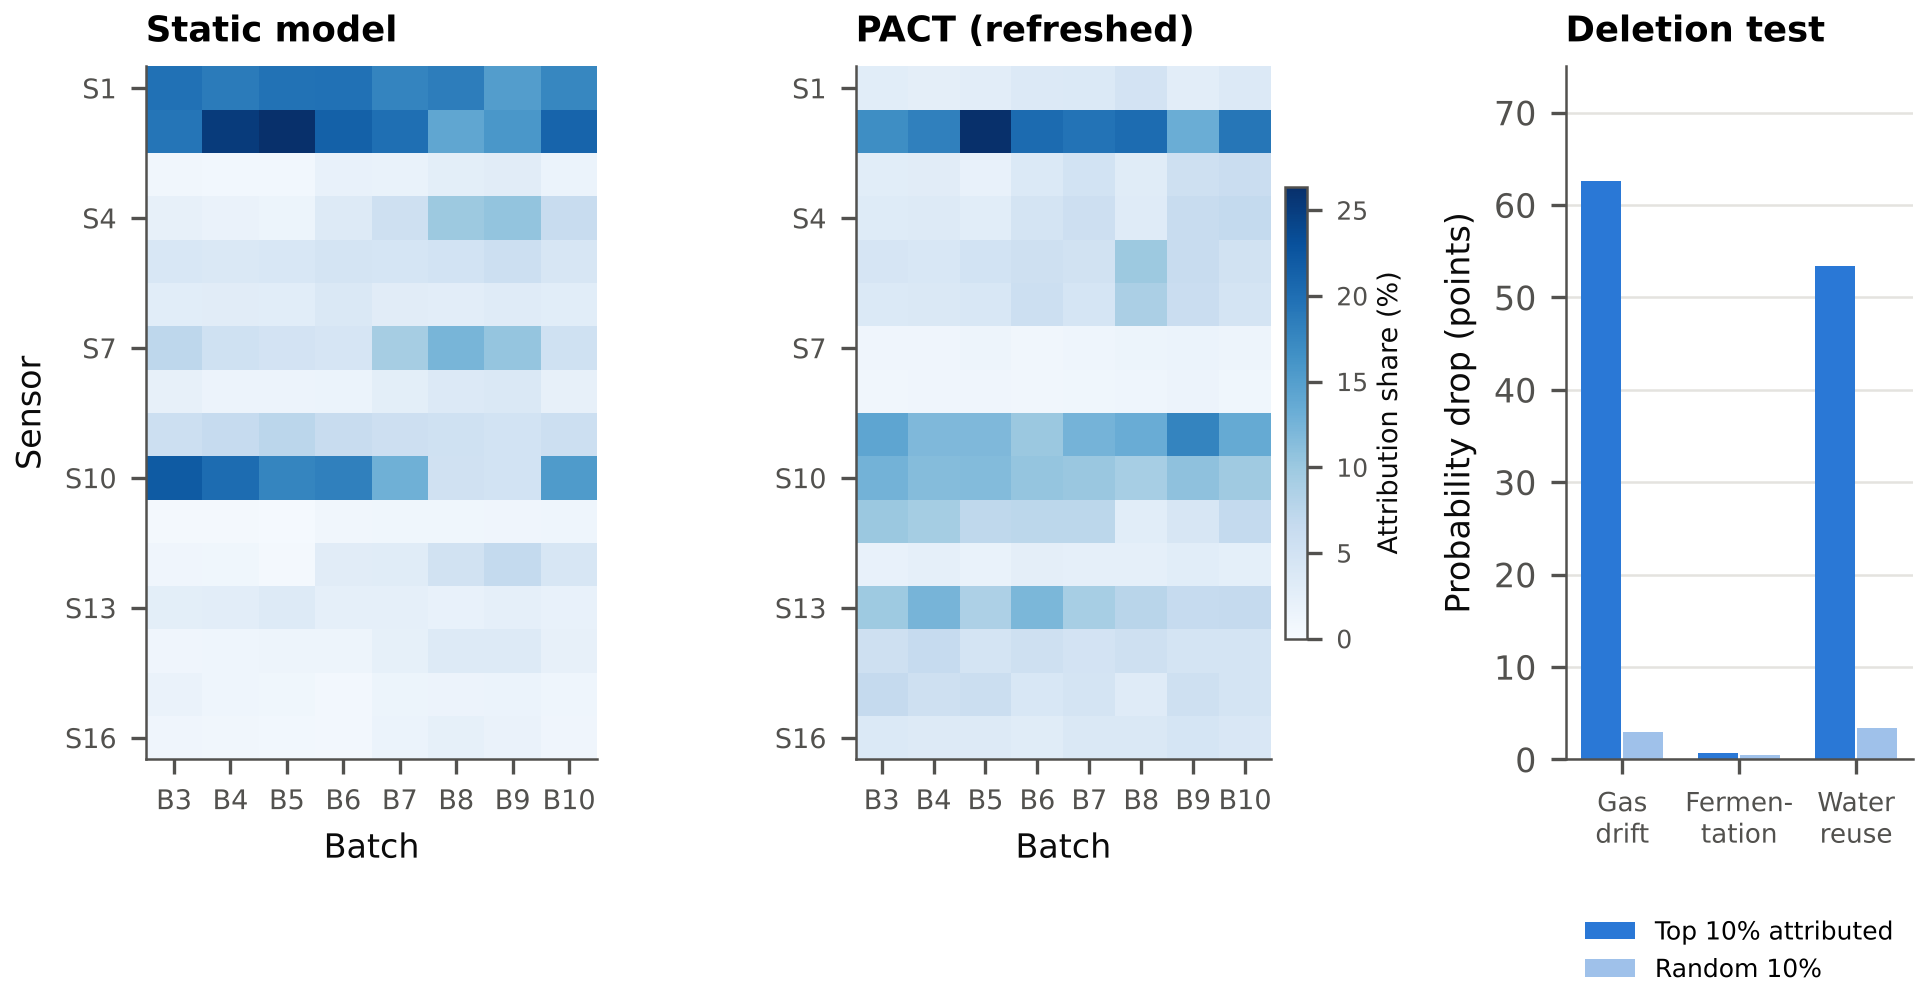 Static model
PACT (refreshed)
Deletion test
Sensor
S1
S4
S7
S10
S13
S16
B3 B4 B5 B6 B7 B8 B9 B10
Batch
S1
S4
S7
S10
S13
S16
B3 B4 B5 B6 B7 B8 B9 B10
Batch
25
20
15
10
5
0
Attribution share (%)
Probability drop (points)
70
60
50
40
30
20
10
0
Gas
drift
Fermen-
tation
Water
reuse
Top 10% attributed
Random 10%